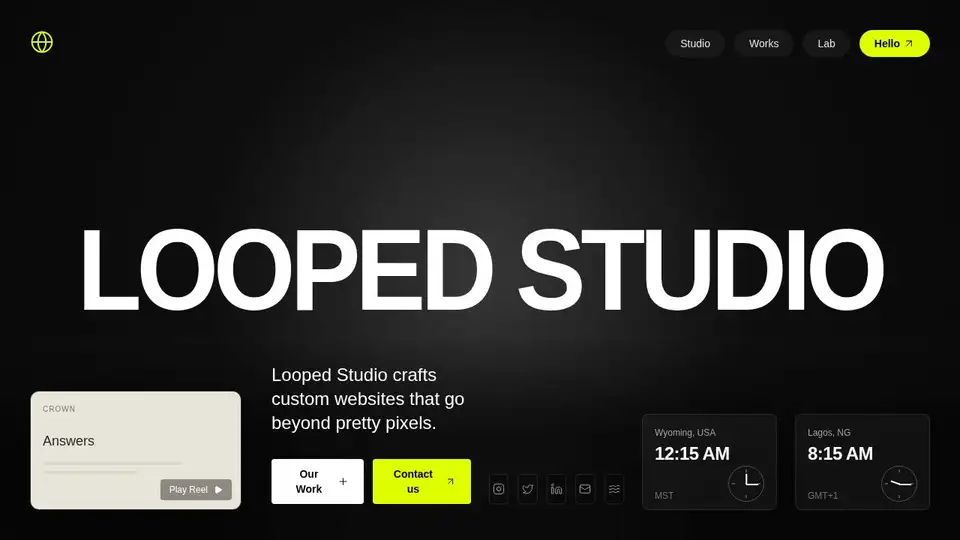 Studio
Works
Lab
Hello
LOOPED STUDIO
Looped Studio crafts
custom websites that go
beyond pretty pixels.
CROWN
Answers
Play Reel
Our
Work
Contact
us
Wyoming, USA
12:15 AM
MST
Lagos, NG
8:15 AM
GMT+1